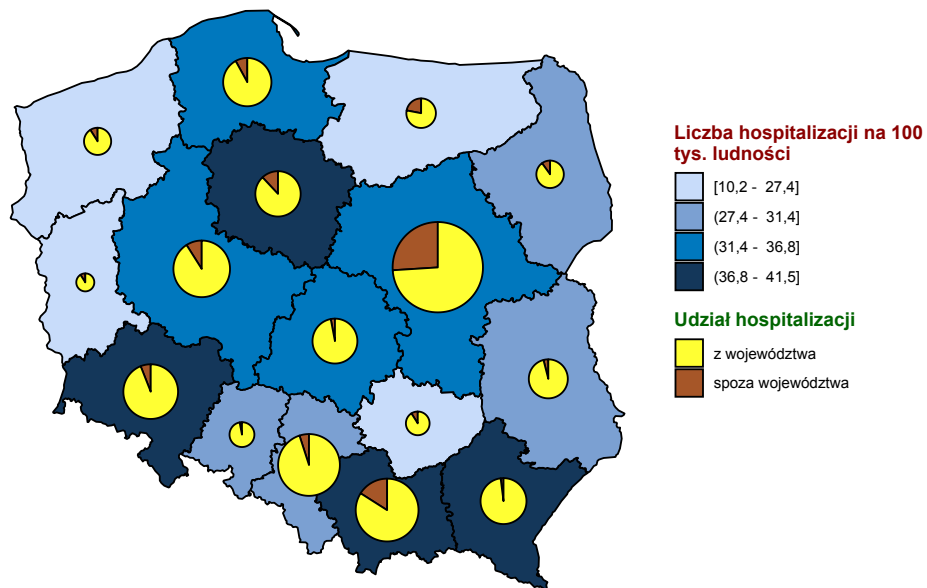 Liczba hospitalizacji na 100
tys. ludności
[10,2 - 27,4]
(27,4 - 31,4]
(31,4 - 36,8]
(36,8 - 41,5]
Udział hospitalizacji
z województwa
spoza województwa